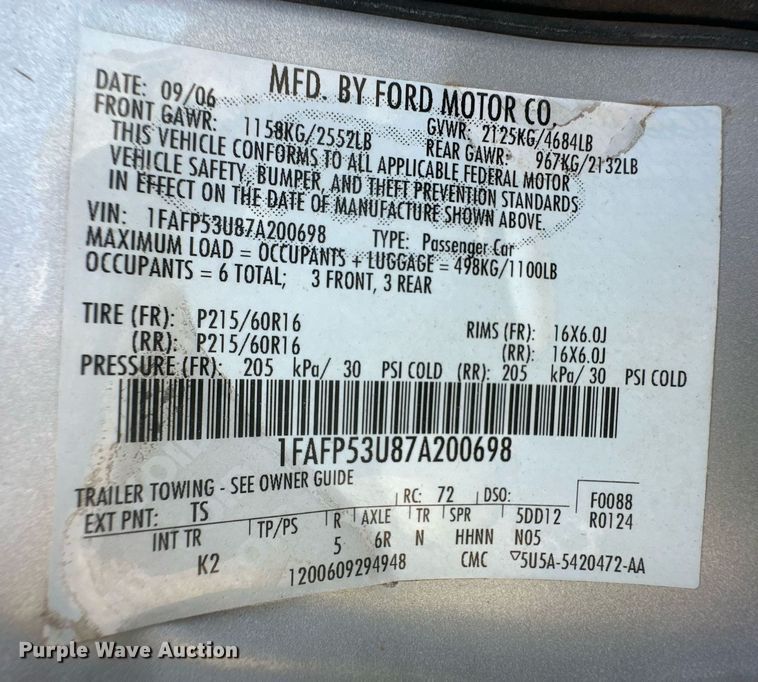 MFD. BY FORD MOTOR CO.
DATE: 09/06
FRONT GAWR: 1158KG/2552LB
GVWR: 2125KG/4684LB
REAR GAWR: 967KG/2132LB
THIS VEHICLE CONFORMS TO ALL APPLICABLE FEDERAL MOTOR
VEHICLE SAFETY, BUMPER, AND THEFT PREVENTION STANDARDS
IN EFFECT ON THE DATE OF MANUFACTURE SHOWN ABOVE.
VIN: 1FAFP53U87A200698 TYPE: Passenger Car
MAXIMUM LOAD = OCCUPANTS + LUGGAGE = 498KG/1100LB
OCCUPANTS = 6 TOTAL; 3 FRONT, 3 REAR
TIRE (FR): P215/60R16 RIMS (FR): 16X6.0J
(RR): P215/60R16 (RR): 16X6.0J
PRESSURE (FR): 205 kPa/ 30 PSI COLD (RR): 205 kPa/ 30 PSI COLD
1FAFP53U87A200698
TRAILER TOWING - SEE OWNER GUIDE
RC: 72 DSO: F0088
EXT PNT: TS R0124
INT TR TP/PS R AXLE TR SPR 5DD12
K2 5 6R N HHNN N05
1200609294948 CMC ▽5U5A-5420472-AA
Purple Wave Auction